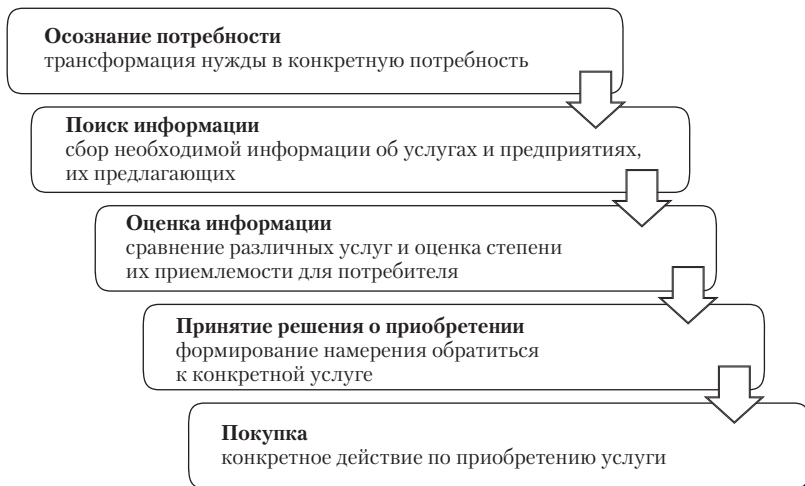 Осознание потребности
трансформация нужды в конкретную потребность
Поиск информации
сбор необходимой информации об услугах и предприятиях,
их предлагающих
Оценка информации
сравнение различных услуг и оценка степени
их приемлемости для потребителя
Принятие решения о приобретении
формирование намерения обратиться
к конкретной услуге
Покупка
конкретное действие по приобретению услуги